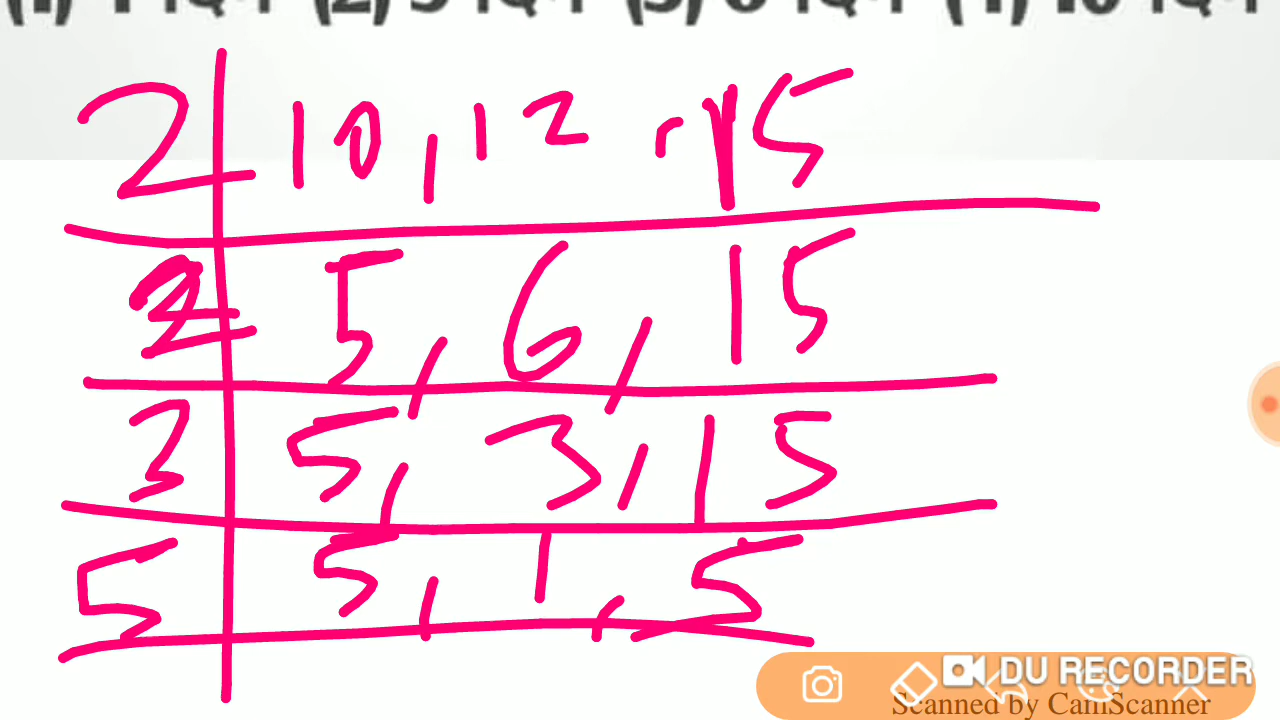 2 10, 12, 15
2 5, 6, 15
3 5, 3, 15
5 5, 1, 5
DU RECORDER
Scanned by CamScanner